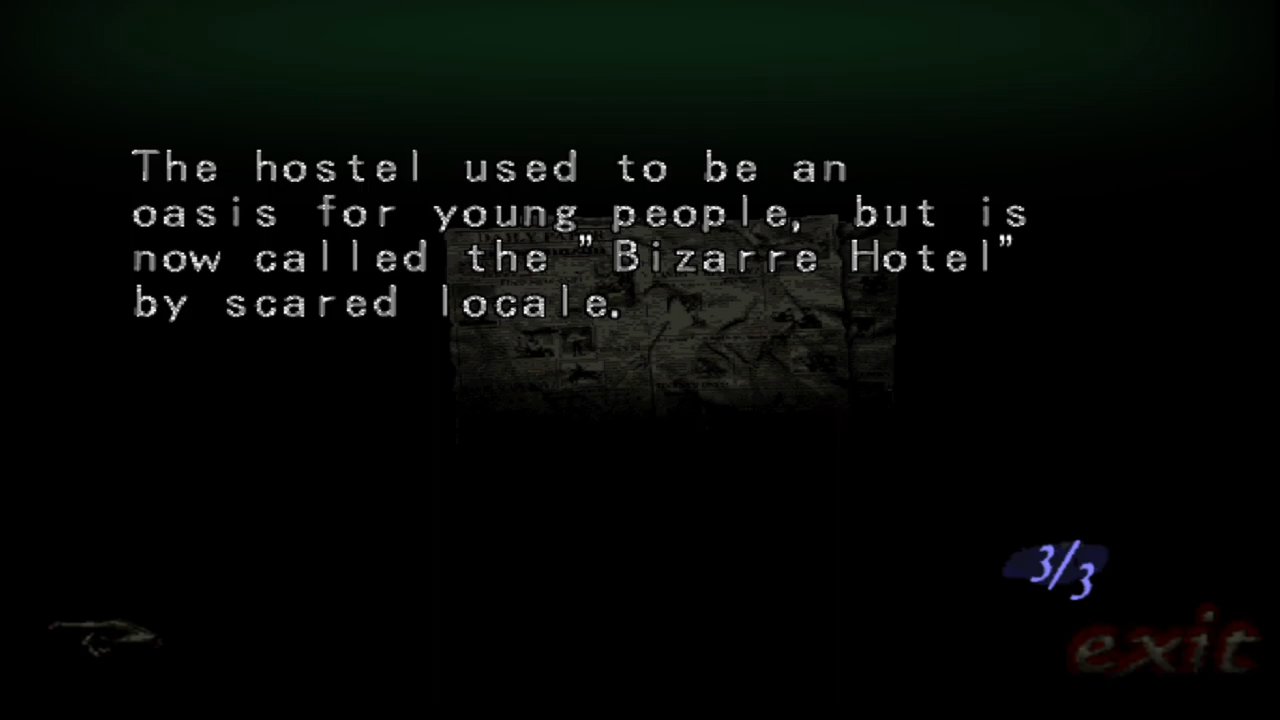 The hostel used to be an
oasis for young people, but is
now called the "Bizarre Hotel"
by scared locale.
3/3
exit